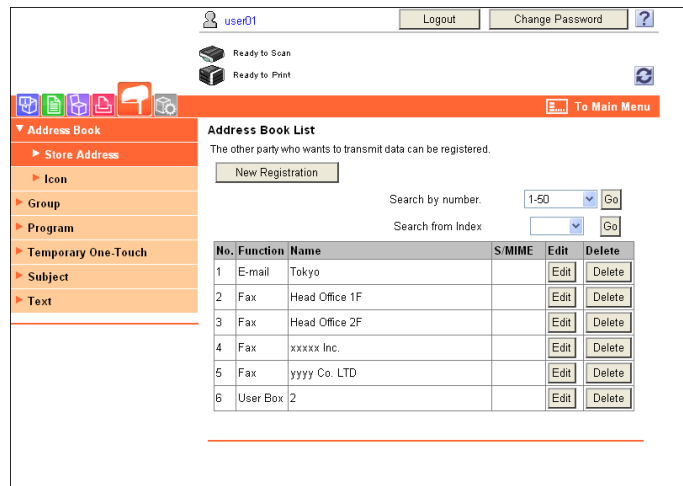 user01 Logout Change Password ?
Ready to Scan
Ready to Print
To Main Menu
Address Book
Store Address
Icon
Group
Program
Temporary One-Touch
Subject
Text
Address Book List
The other party who wants to transmit data can be registered.
New Registration
Search by number. 1-50 Go
Search from Index Go
No. Function Name S/MIME Edit Delete
1 E-mail Tokyo Edit Delete
2 Fax Head Office 1F Edit Delete
3 Fax Head Office 2F Edit Delete
4 Fax xxxxx Inc. Edit Delete
5 Fax yyyy Co. LTD Edit Delete
6 User Box 2 Edit Delete